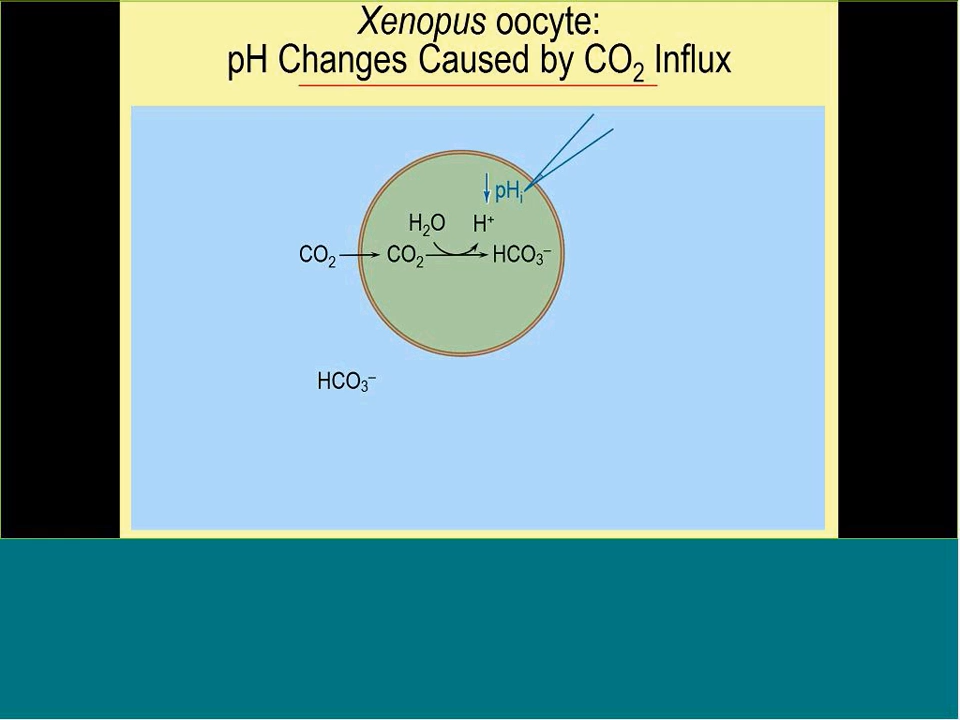 Xenopus oocyte:
pH Changes Caused by CO₂ Influx
pHᵢ
H₂O H⁺
CO₂ CO₂ HCO₃⁻
HCO₃⁻